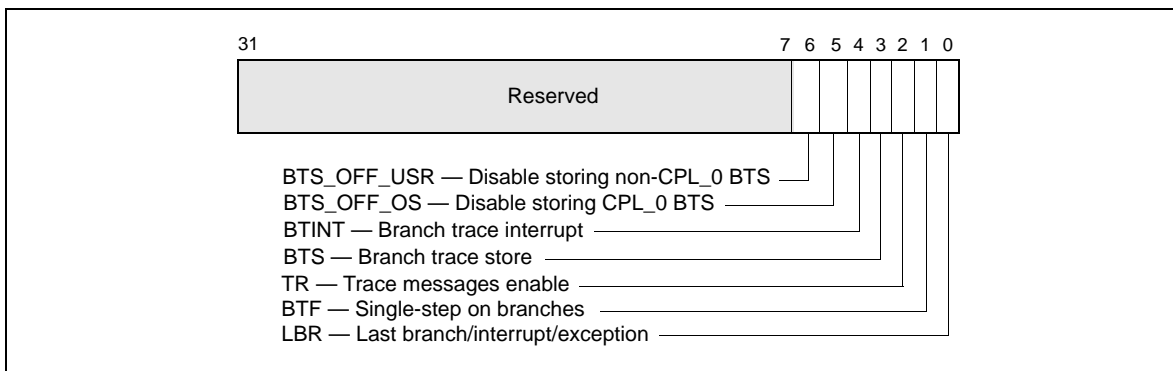 31 7 6 5 4 3 2 1 0
Reserved
BTS_OFF_USR — Disable storing non-CPL_0 BTS
BTS_OFF_OS — Disable storing CPL_0 BTS
BTINT — Branch trace interrupt
BTS — Branch trace store
TR — Trace messages enable
BTF — Single-step on branches
LBR — Last branch/interrupt/exception